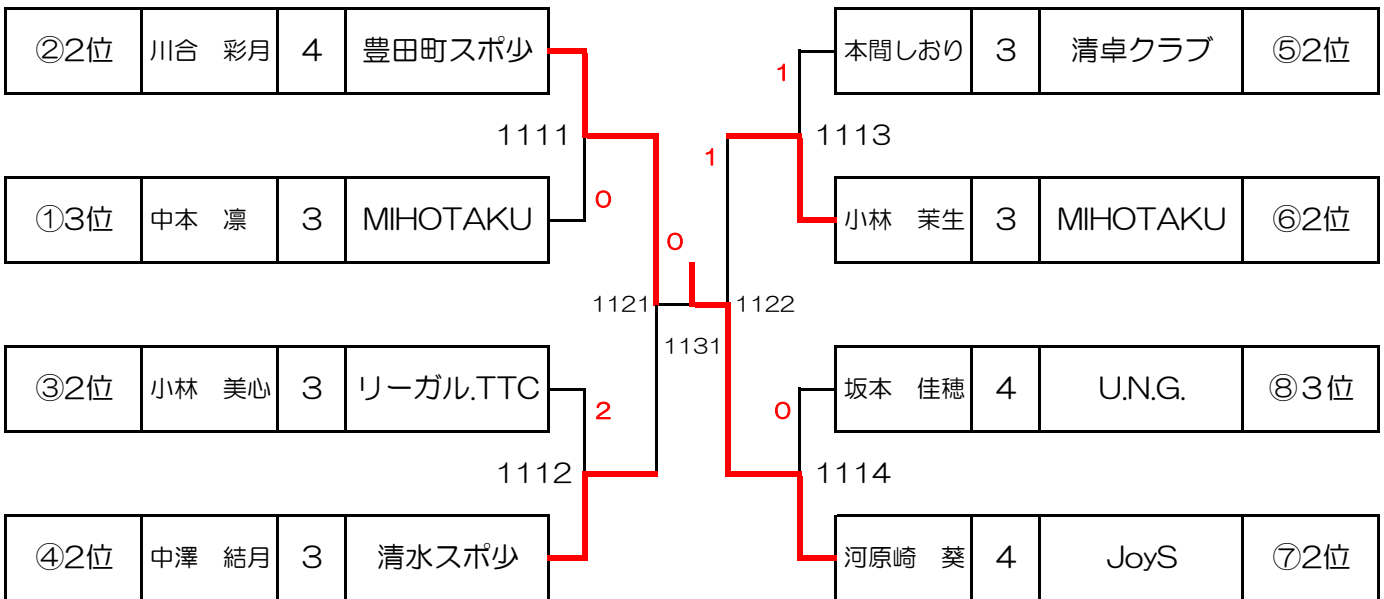 ②2位 川合　彩月 4 豊田町スポ少
1111
0
①3位 中本　凛 3 MIHOTAKU
0
1121
1131
③2位 小林　美心 3 リーガル.TTC
2
1112
④2位 中澤　結月 3 清水スポ少
本間しおり 3 清卓クラブ ⑤2位
1
1113
1
小林　茉生 3 MIHOTAKU ⑥2位
1122
坂本　佳穂 4 U.N.G. ⑧３位
0
1114
河原崎　葵 4 JoyS ⑦2位